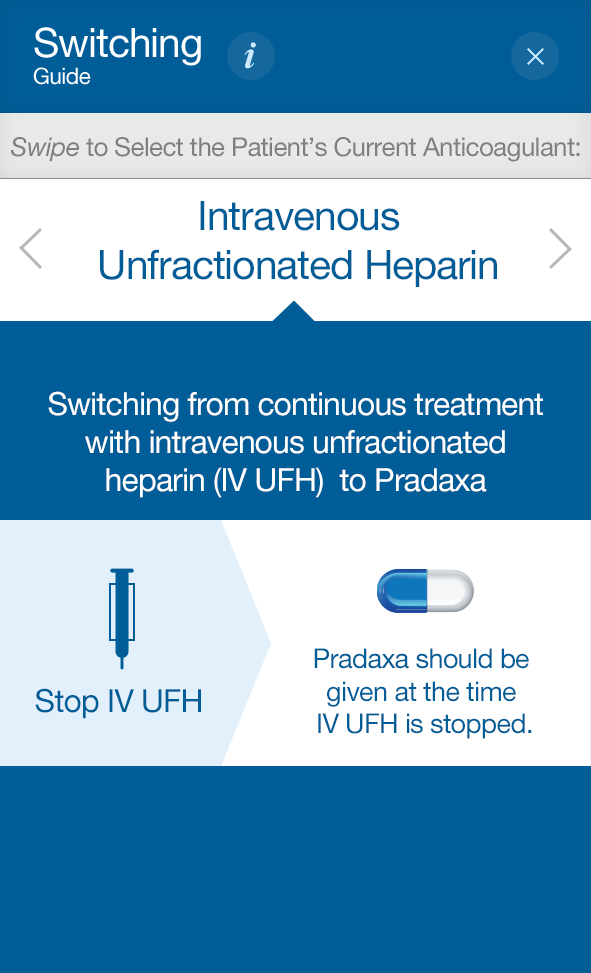 Switching
Guide
i
Swipe to Select the Patient's Current Anticoagulant:
Intravenous
Unfractionated Heparin
Switching from continuous treatment
with intravenous unfractionated
heparin (IV UFH) to Pradaxa
Stop IV UFH
Pradaxa should be
given at the time
IV UFH is stopped.